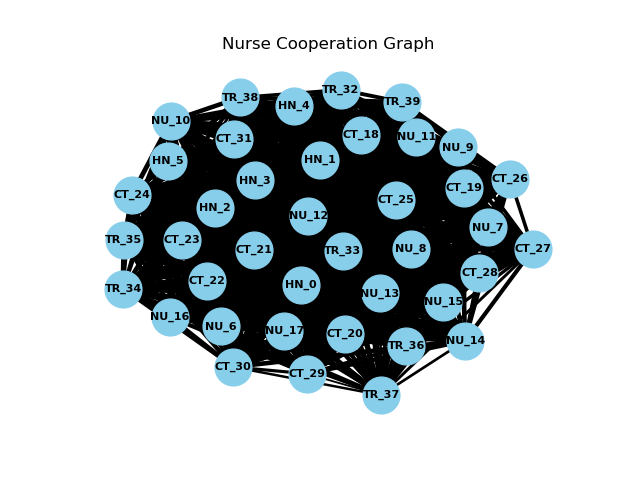 Nurse Cooperation Graph
TR_32
TR_38
TR_39
HN_4
NU_10
CT_18
NU_11
CT_31
NU_9
HN_1
HN_5
CT_26
HN_3
CT_19
CT_24
CT_25
HN_2
NU_12
NU_7
TR_35
CT_23
CT_21
TR_33
NU_8
CT_27
CT_28
CT_22
HN_0
TR_34
NU_13
NU_15
NU_16
NU_6
NU_17
CT_20
NU_14
TR_36
CT_30
CT_29
TR_37